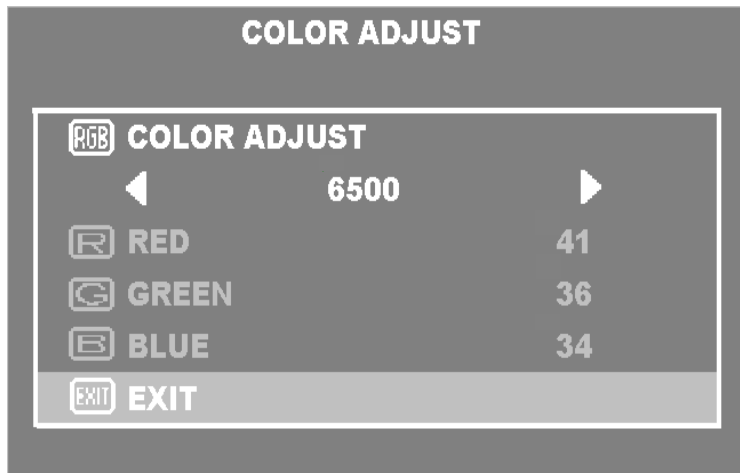 COLOR ADJUST
RGB COLOR ADJUST
6500
R RED 41
G GREEN 36
B BLUE 34
EXIT EXIT